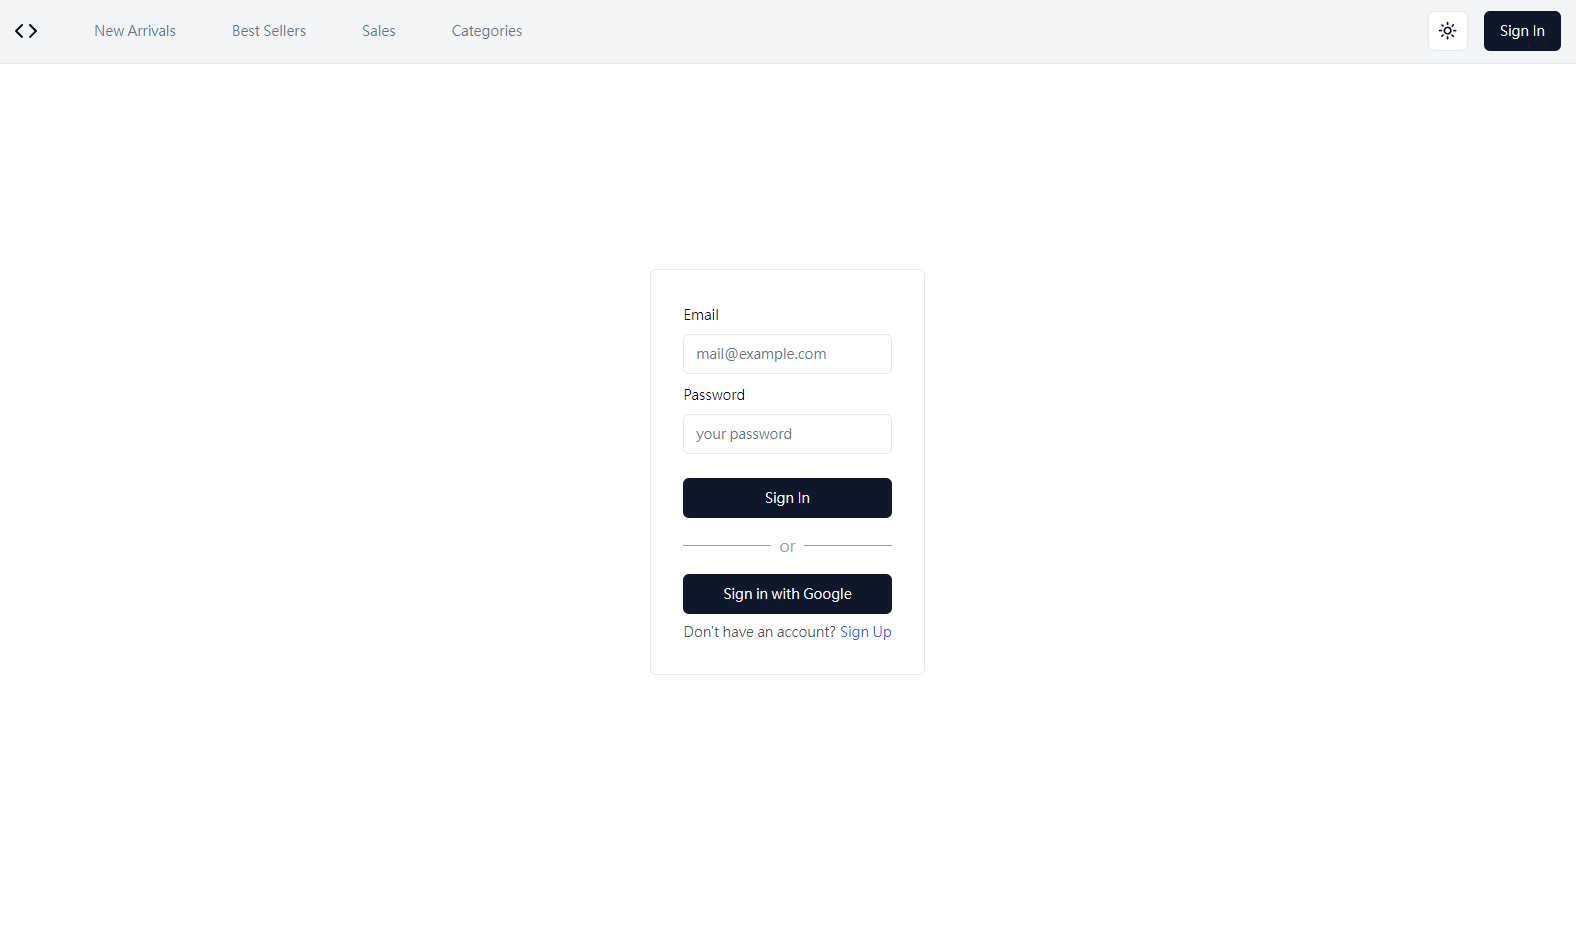 New Arrivals Best Sellers Sales Categories Sign In
Email
mail@example.com
Password
your password
Sign In
or
Sign in with Google
Don't have an account? Sign Up